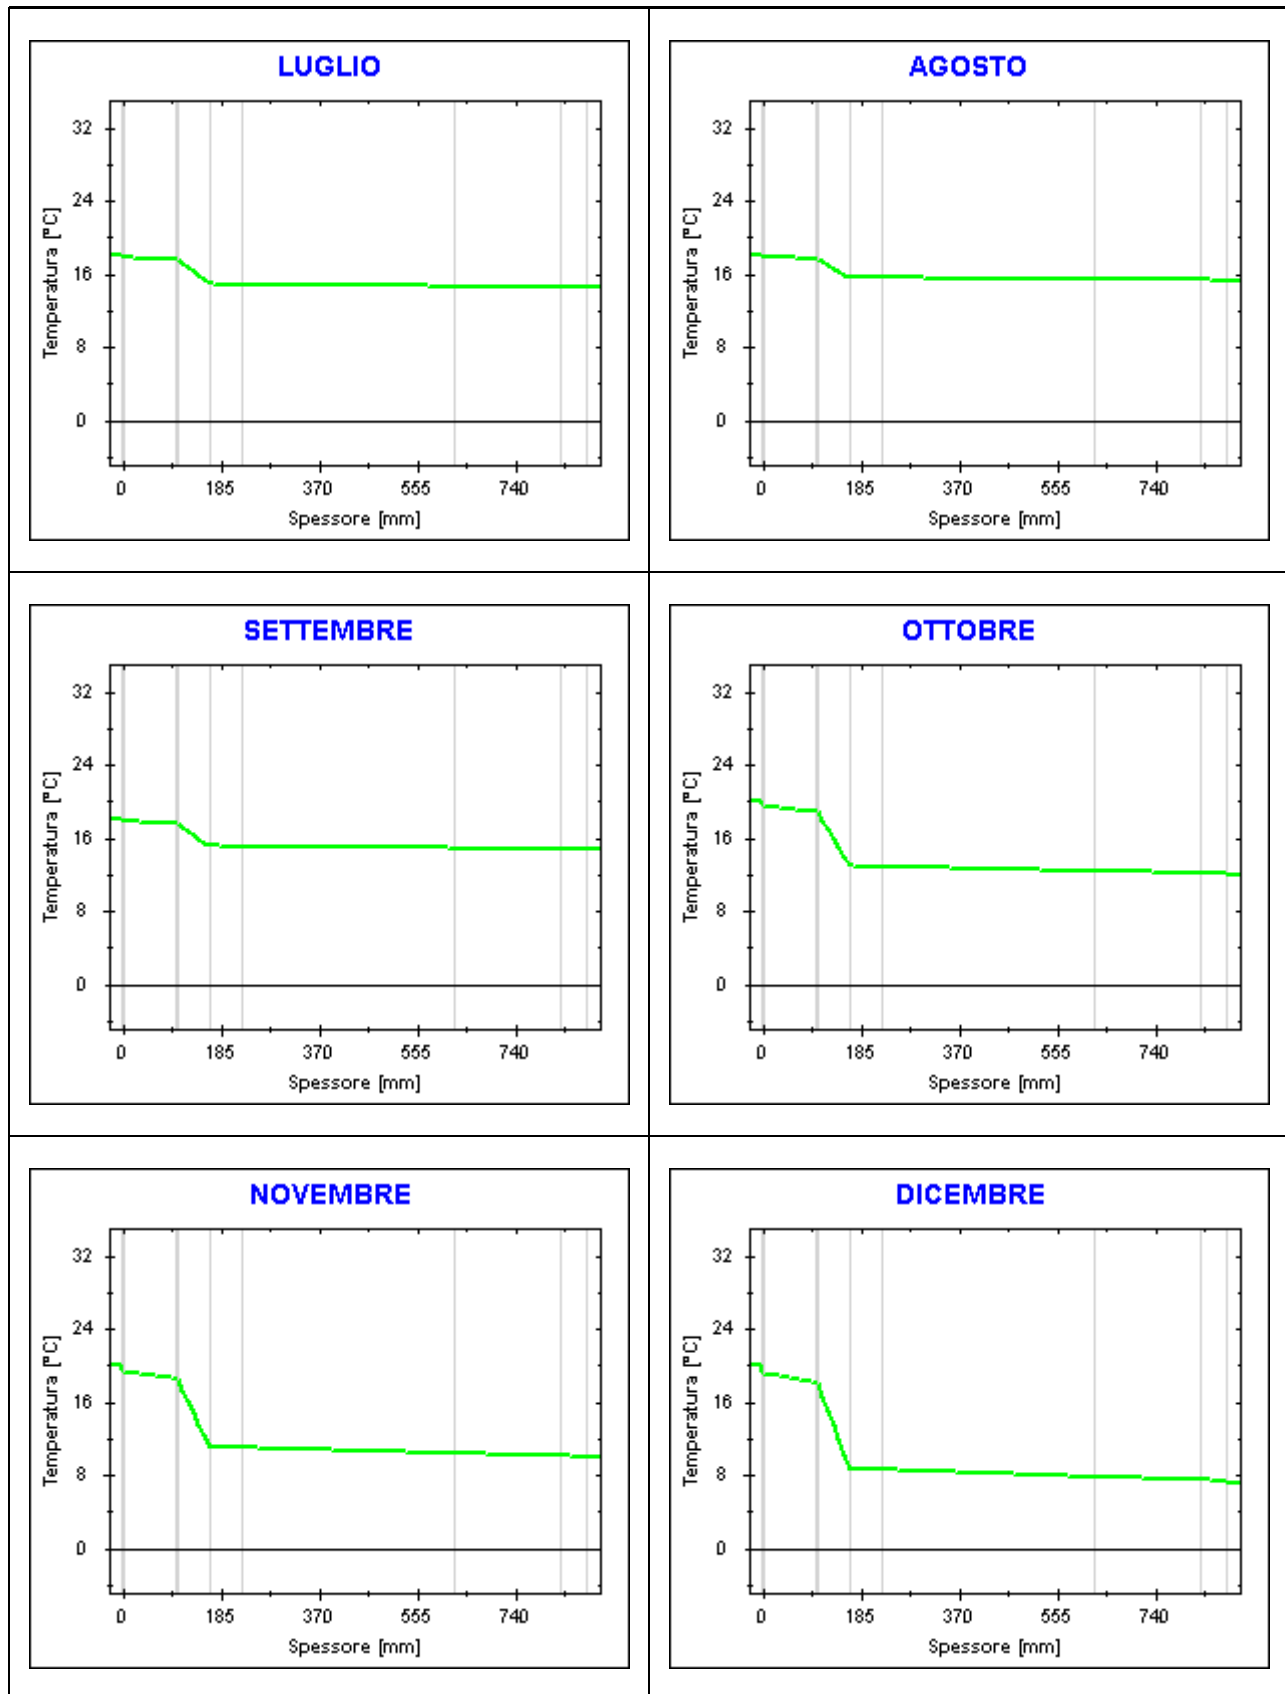 LUGLIO
32
24
16
8
0
Temperatura [°C]
0 185 370 555 740
Spessore [mm]
AGOSTO
32
24
16
8
0
Temperatura [°C]
0 185 370 555 740
Spessore [mm]
SETTEMBRE
32
24
16
8
0
Temperatura [°C]
0 185 370 555 740
Spessore [mm]
OTTOBRE
32
24
16
8
0
Temperatura [°C]
0 185 370 555 740
Spessore [mm]
NOVEMBRE
32
24
16
8
0
Temperatura [°C]
0 185 370 555 740
Spessore [mm]
DICEMBRE
32
24
16
8
0
Temperatura [°C]
0 185 370 555 740
Spessore [mm]